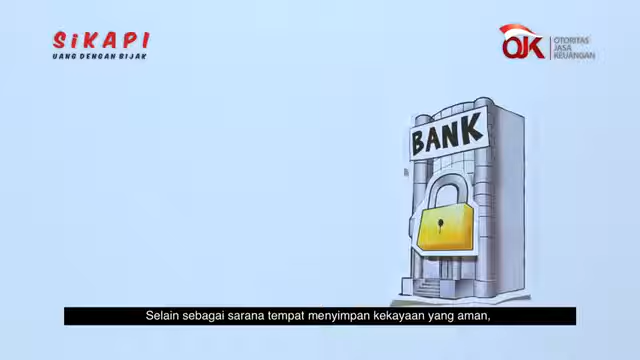 SiKAPI
UANG DENGAN BIJAK
OJK
OTORITAS
JASA
KEUANGAN
BANK
Selain sebagai sarana tempat menyimpan kekayaan yang aman,